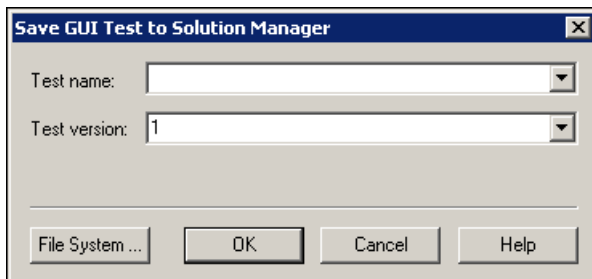 Save GUI Test to Solution Manager
Test name:
Test version: 1
File System ... OK Cancel Help